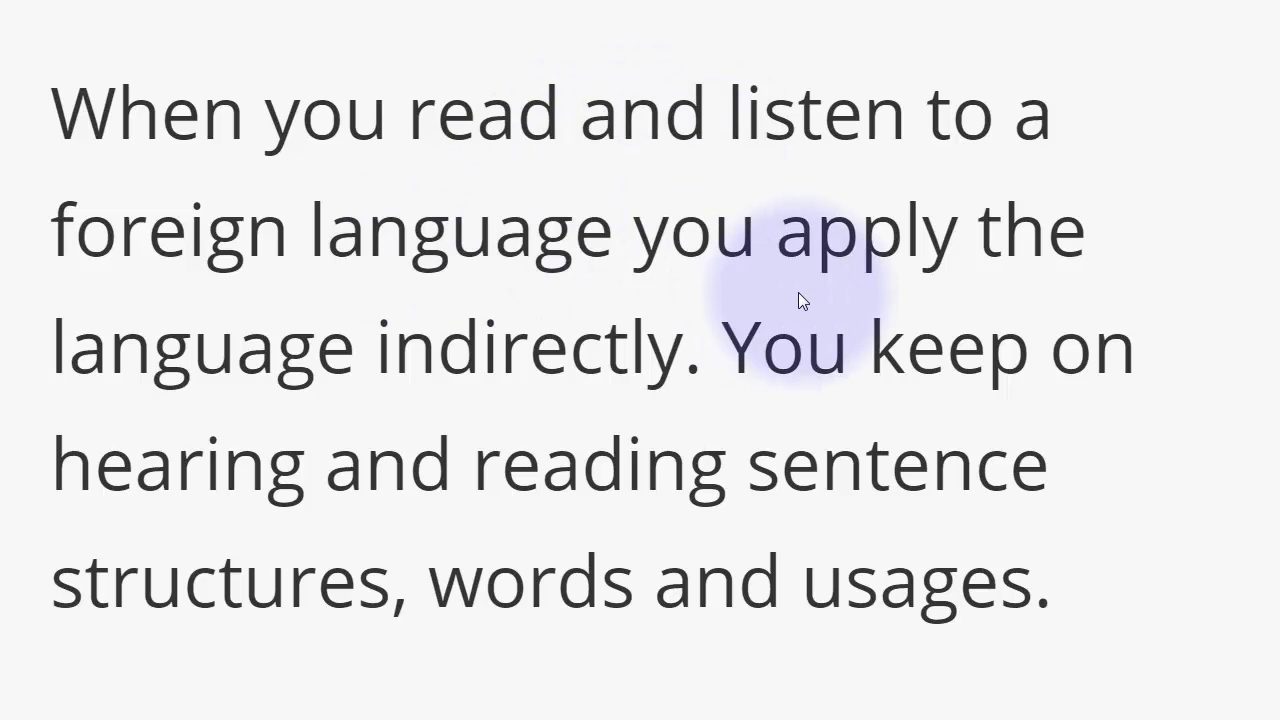 When you read and listen to a
foreign language you apply the
language indirectly. You keep on
hearing and reading sentence
structures, words and usages.